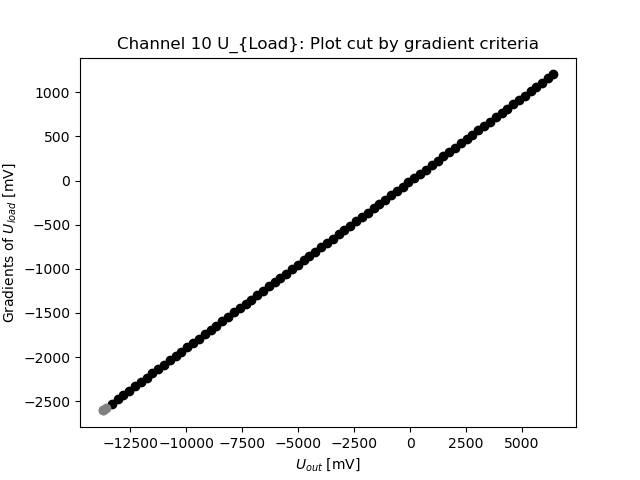 Channel 10 U_{Load}: Plot cut by gradient criteria
Gradients of U_load [mV]
1000
500
0
−500
−1000
−1500
−2000
−2500
−12500 −10000 −7500 −5000 −2500 0 2500 5000
U_out [mV]